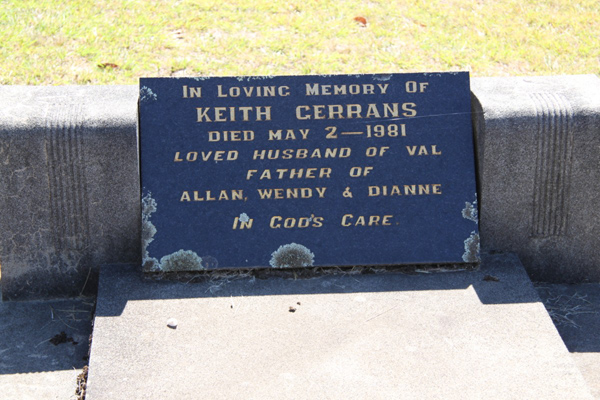 In Loving Memory Of
KEITH GERRANS
DIED MAY 2—1981
LOVED HUSBAND OF VAL
FATHER OF
ALLAN, WENDY & DIANNE
In God's Care.